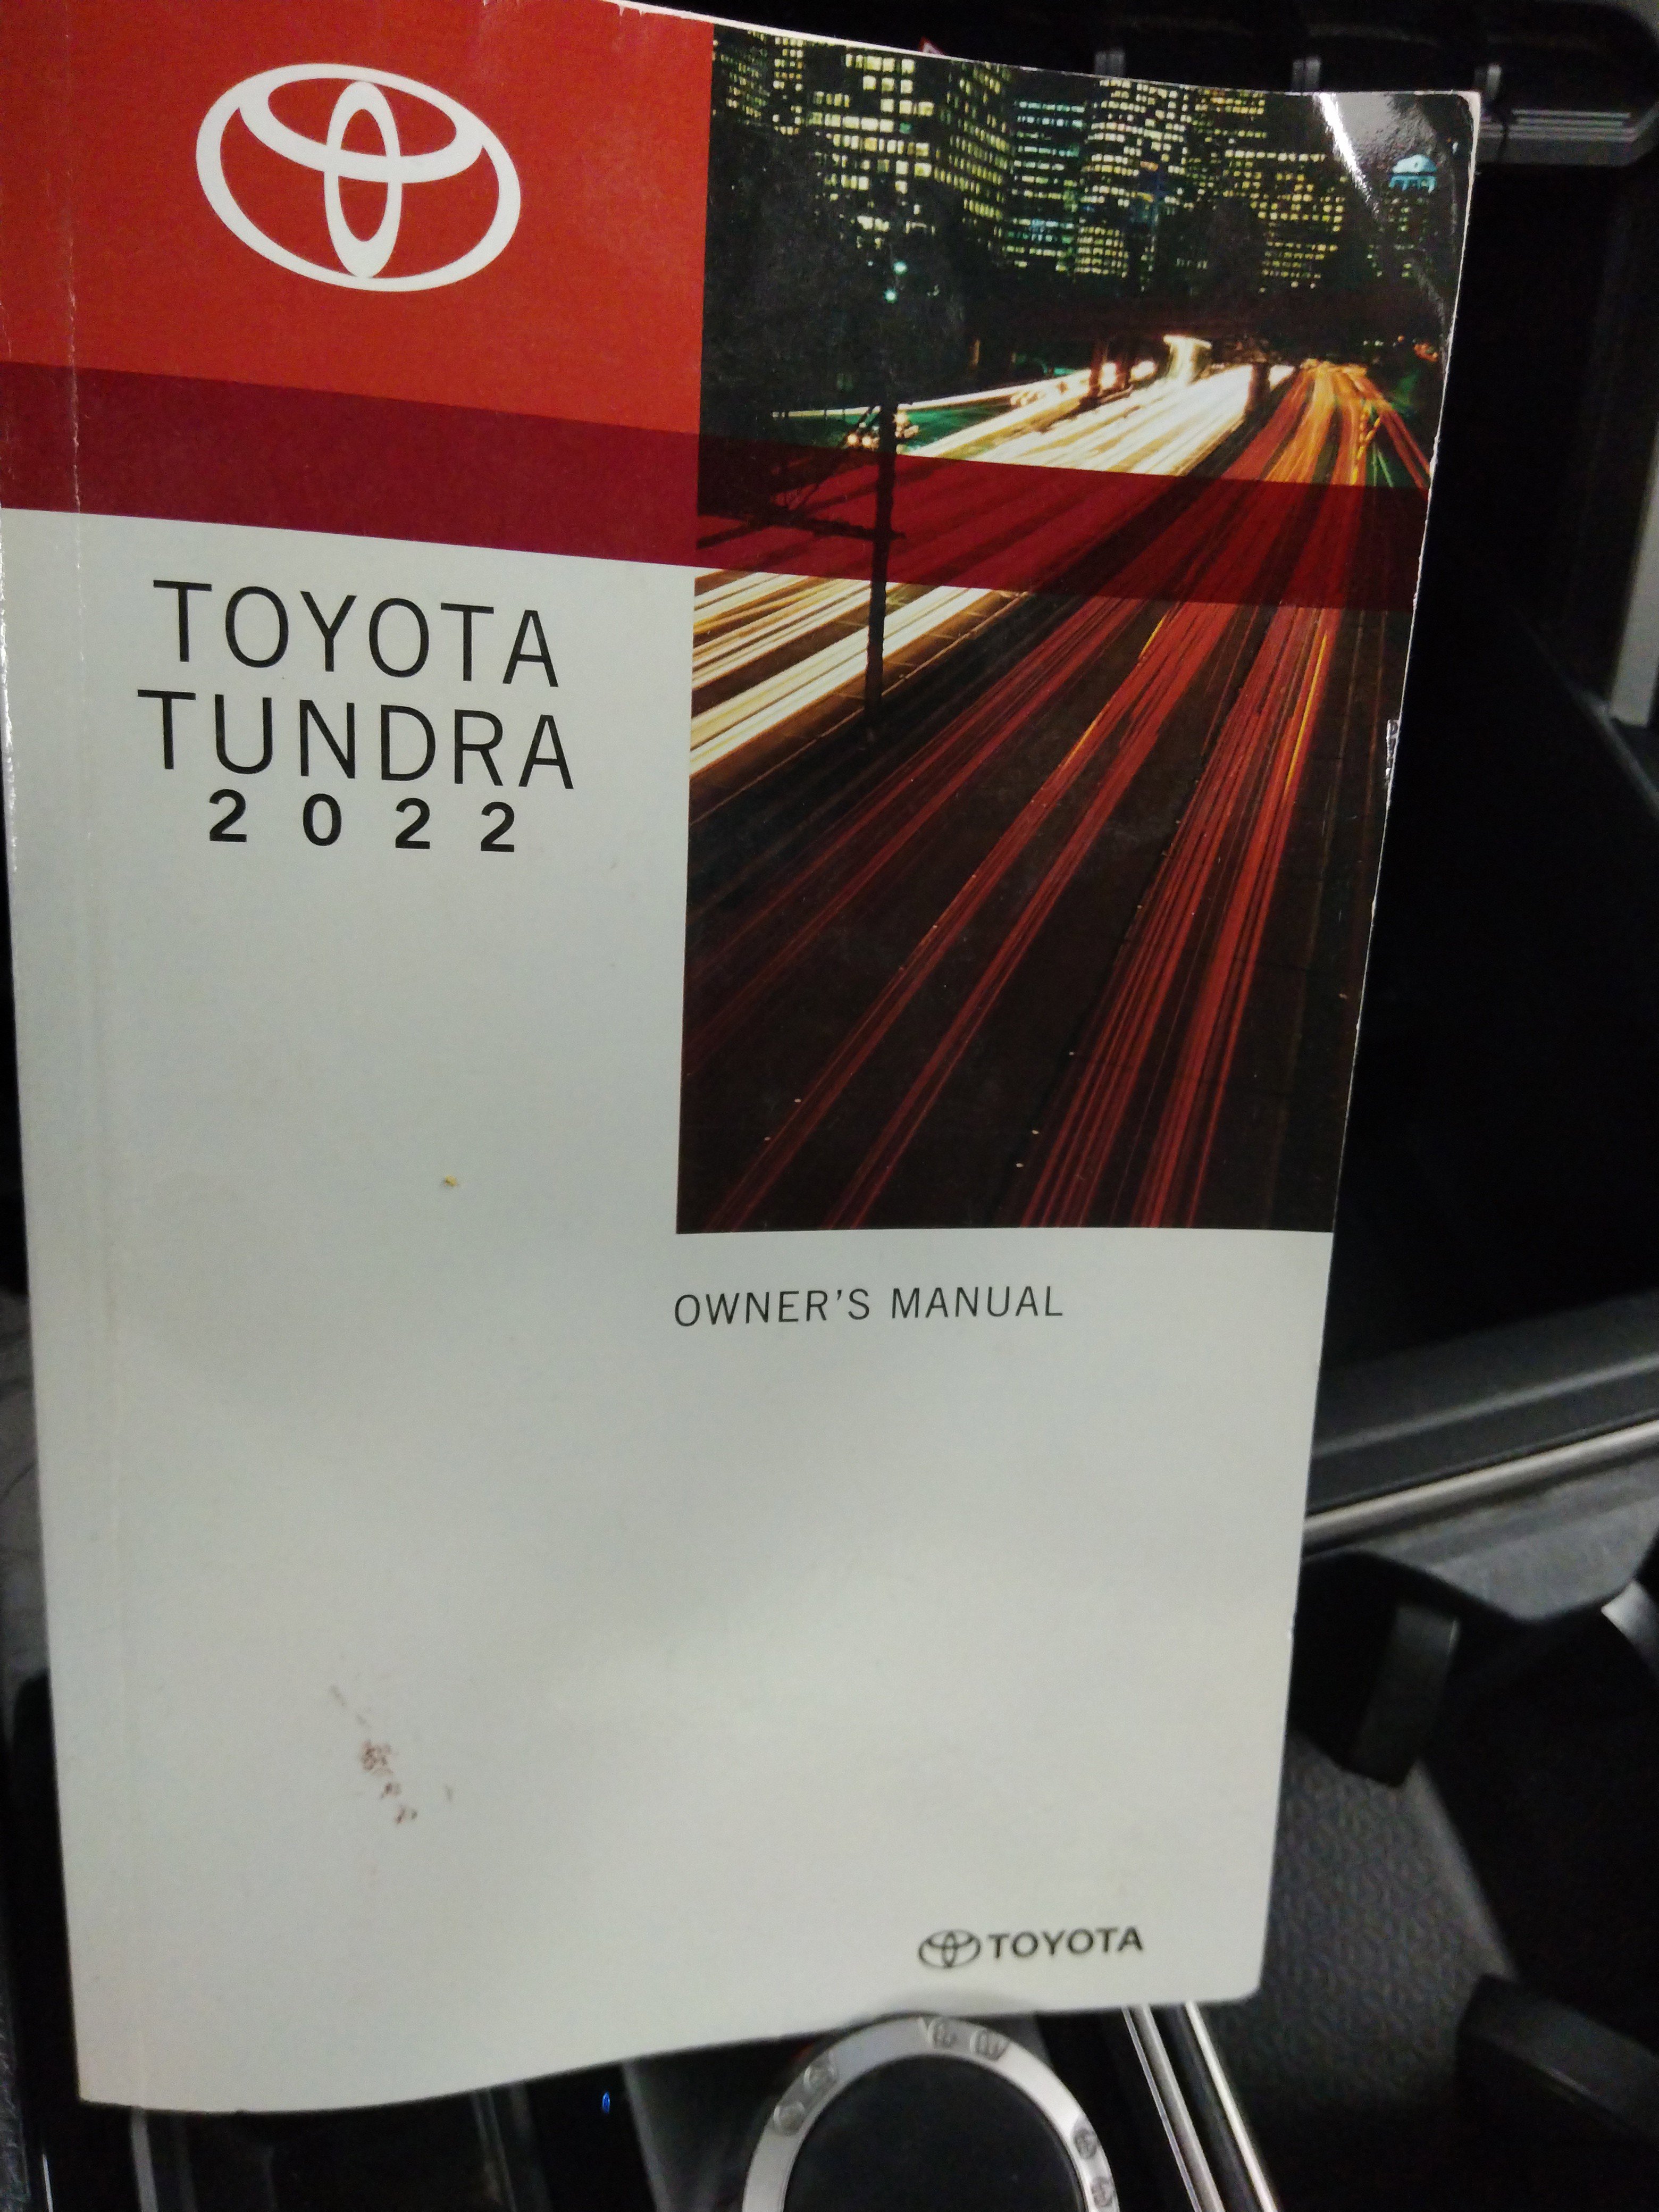 TOYOTA
TUNDRA
2022
OWNER'S MANUAL
TOYOTA